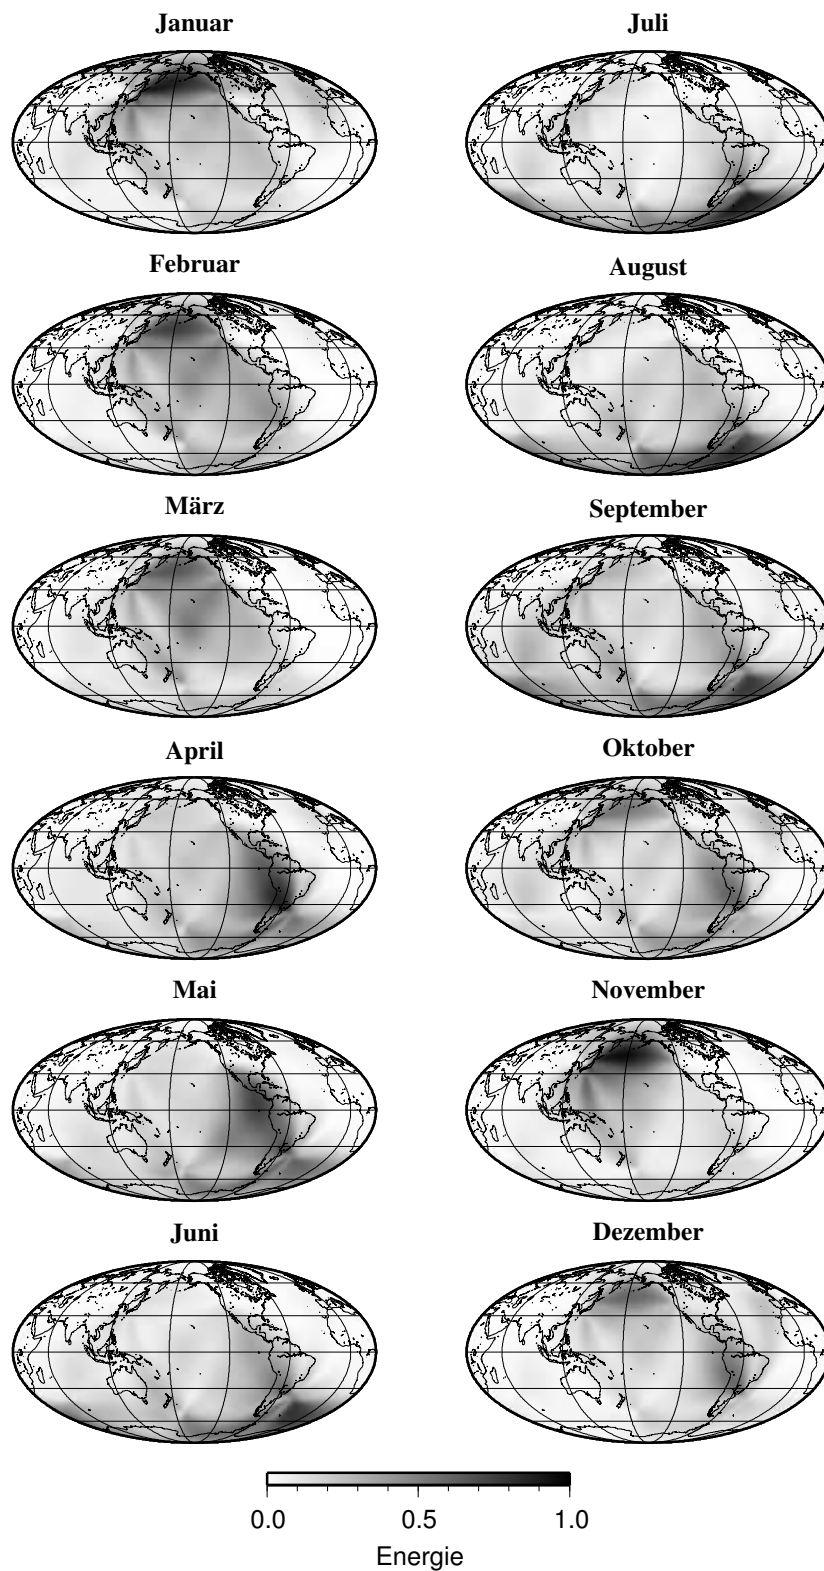 Januar
Juli
Februar
August
März
September
April
Oktober
Mai
November
Juni
Dezember
0.0 0.5 1.0
Energie